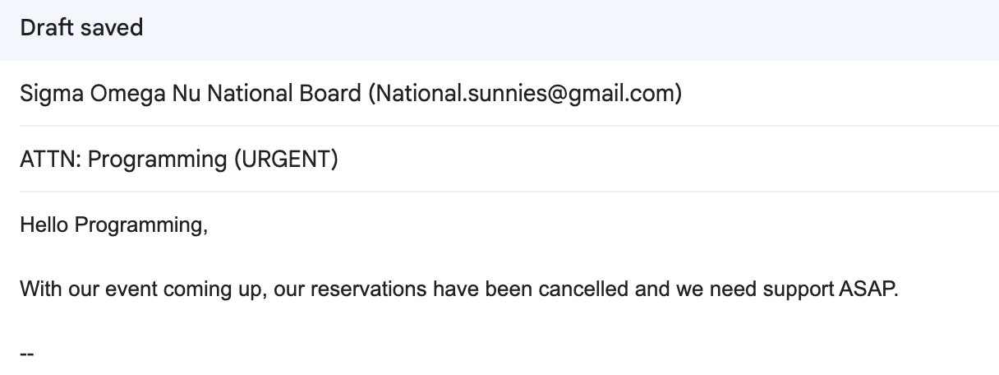 Draft saved
Sigma Omega Nu National Board (National.sunnies@gmail.com)
ATTN: Programming (URGENT)
Hello Programming,
With our event coming up, our reservations have been cancelled and we need support ASAP.
--